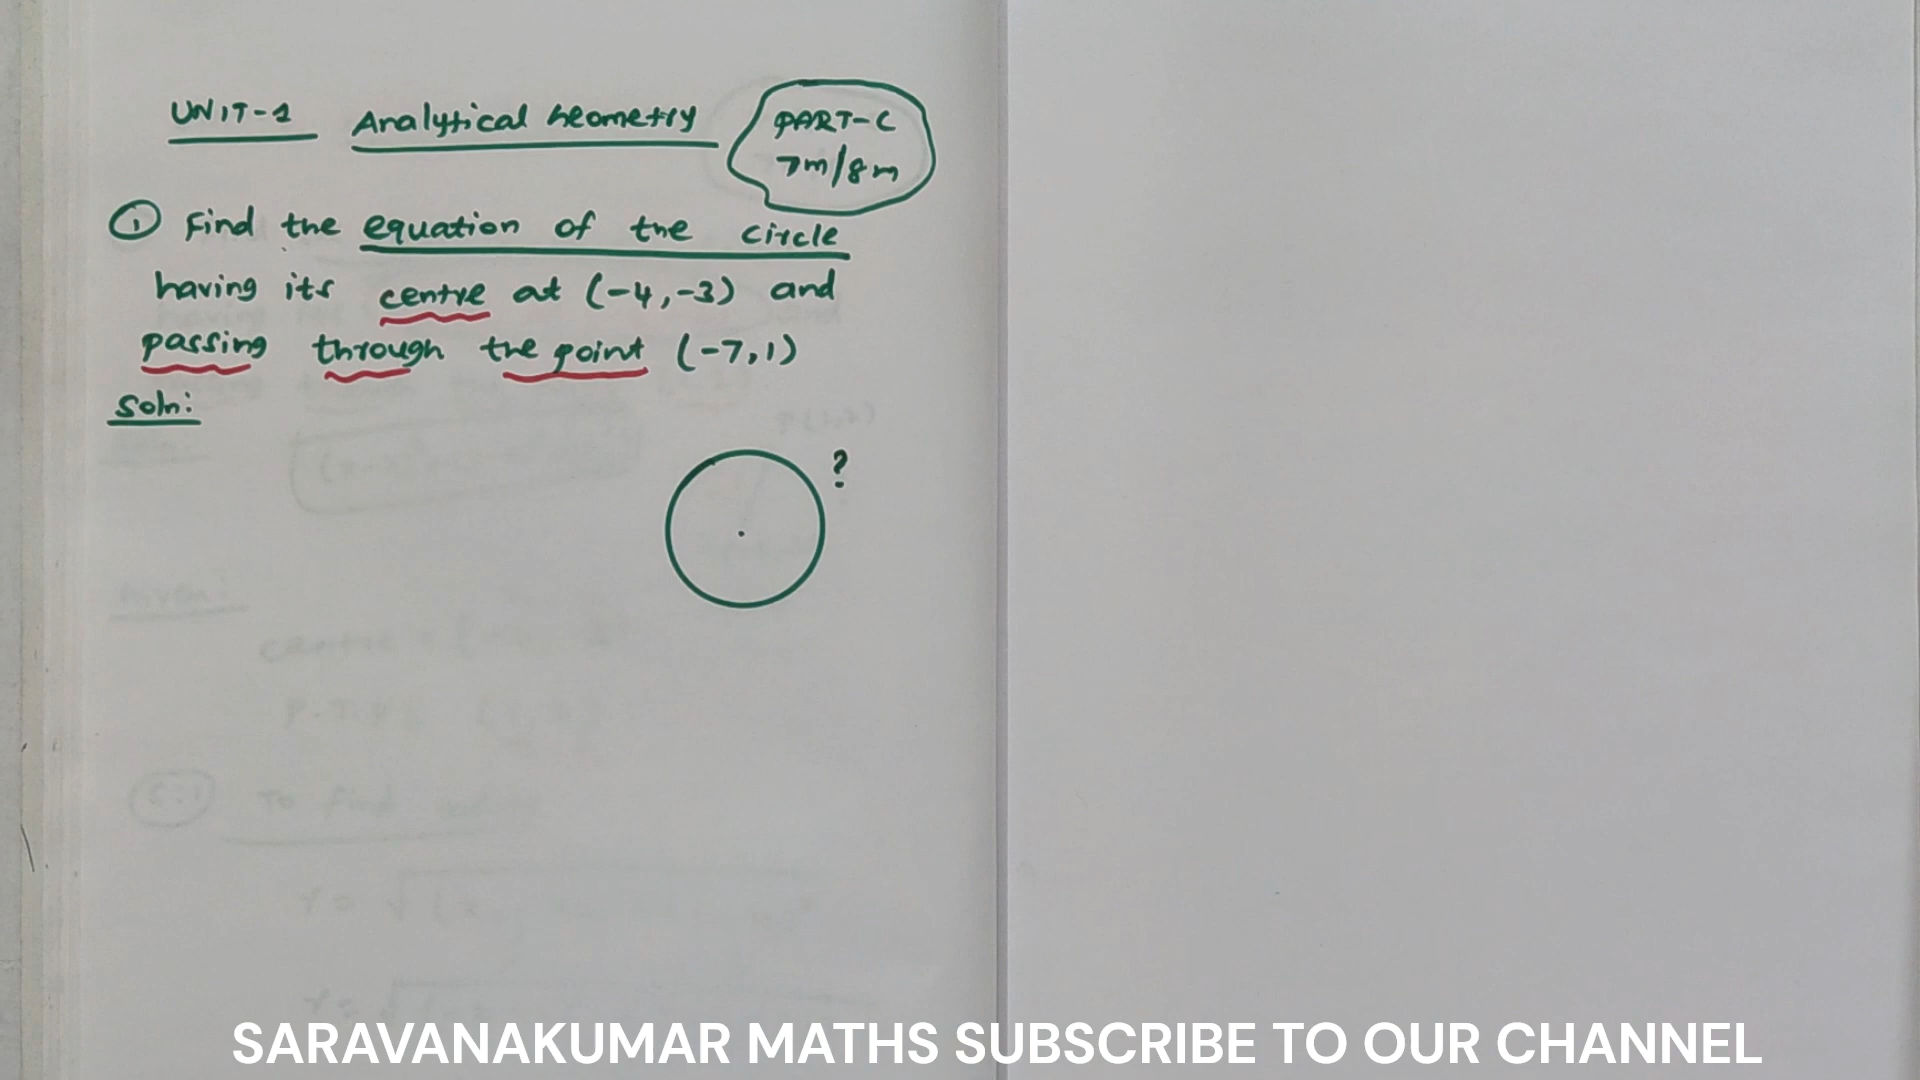 UNIT-1 Analytical Geometry
PART-C
7m/8m
① Find the equation of the circle
having its centre at (-4,-3) and
passing through the point (-7,1)
Soln:
?
SARAVANAKUMAR MATHS SUBSCRIBE TO OUR CHANNEL